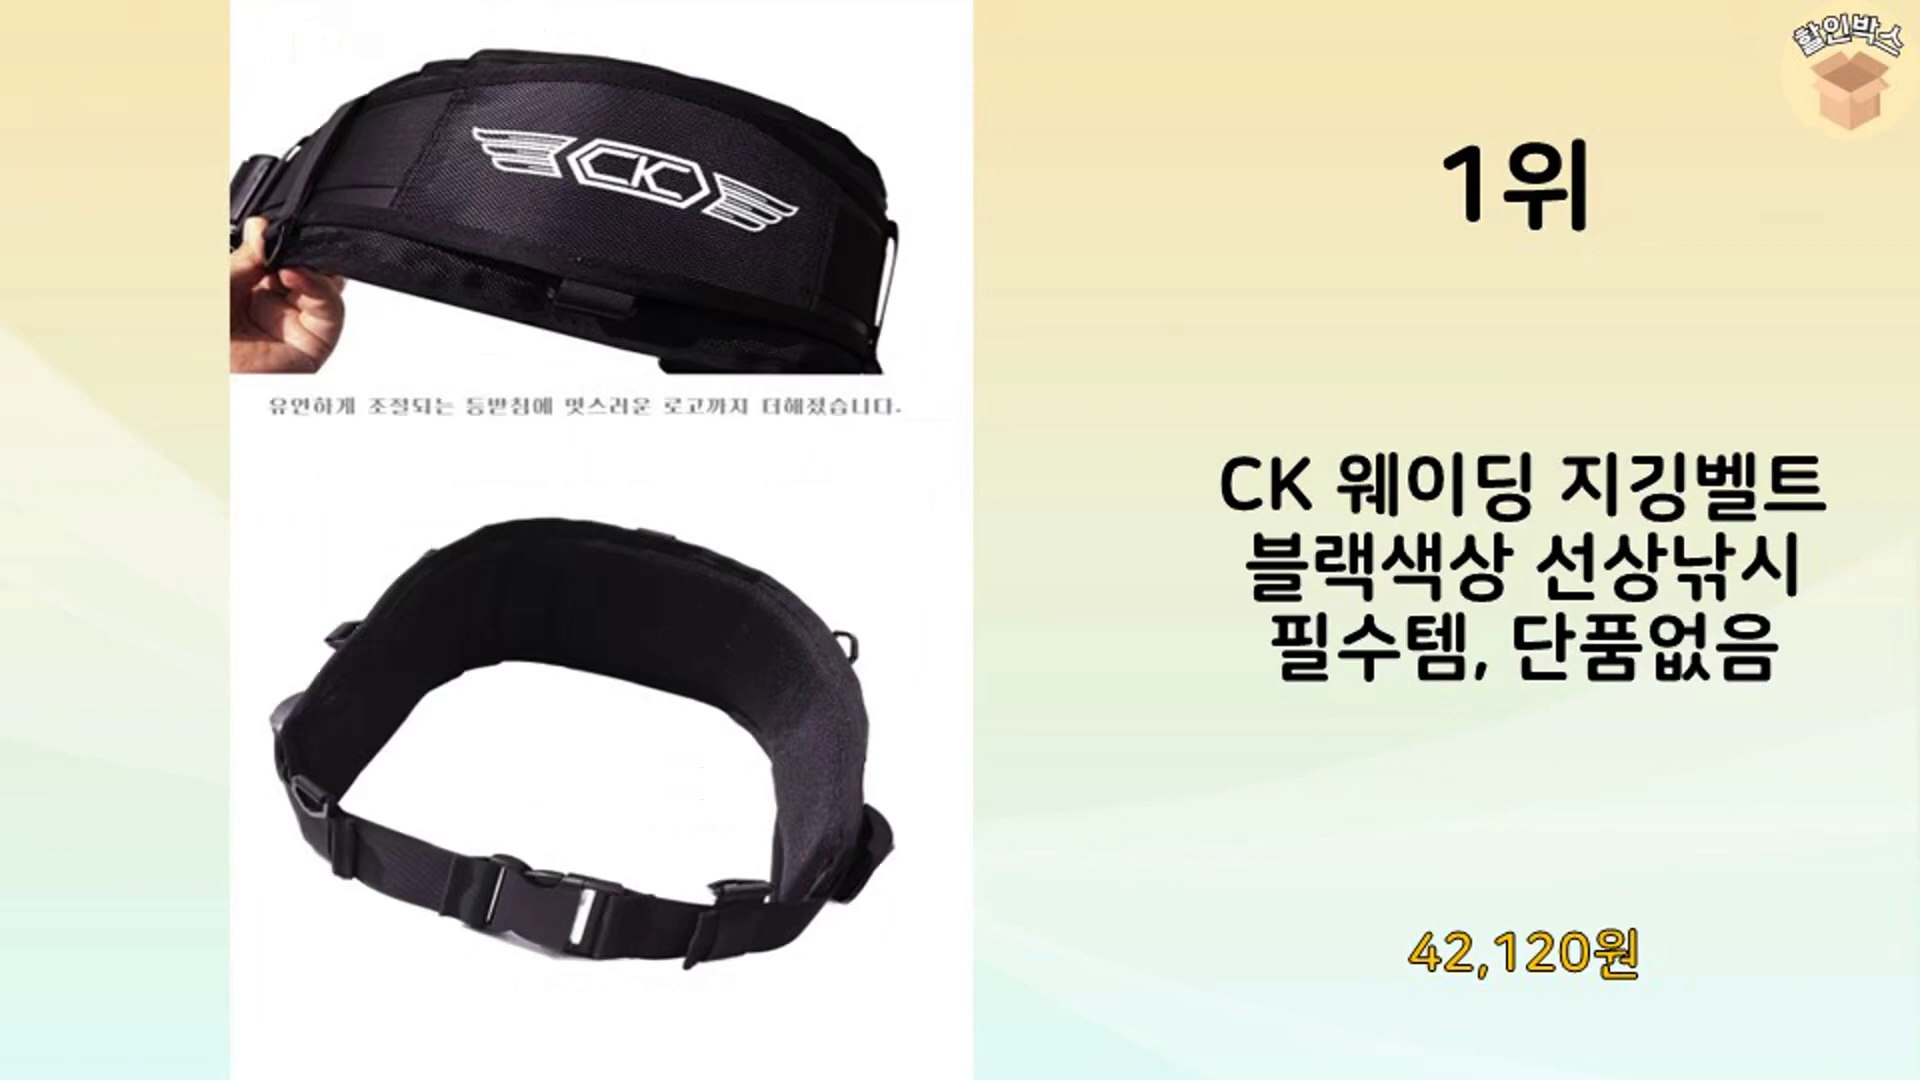 할인박스
1위
CK
유연하게 조절되는 등받침에 멋스러운 로고까지 더해졌습니다.
CK 웨이딩 지깅벨트
블랙색상 선상낚시
필수템, 단품없음
42,120원